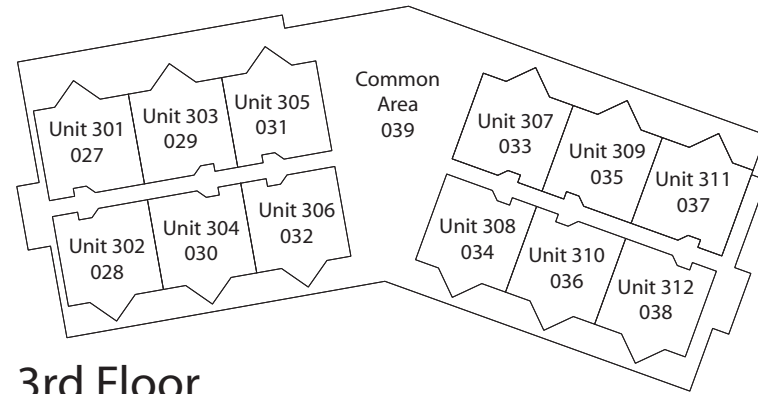 Common
Area
039
Unit 301
027
Unit 303
029
Unit 305
031
Unit 307
033
Unit 309
035
Unit 311
037
Unit 302
028
Unit 304
030
Unit 306
032
Unit 308
034
Unit 310
036
Unit 312
038
3rd Floor